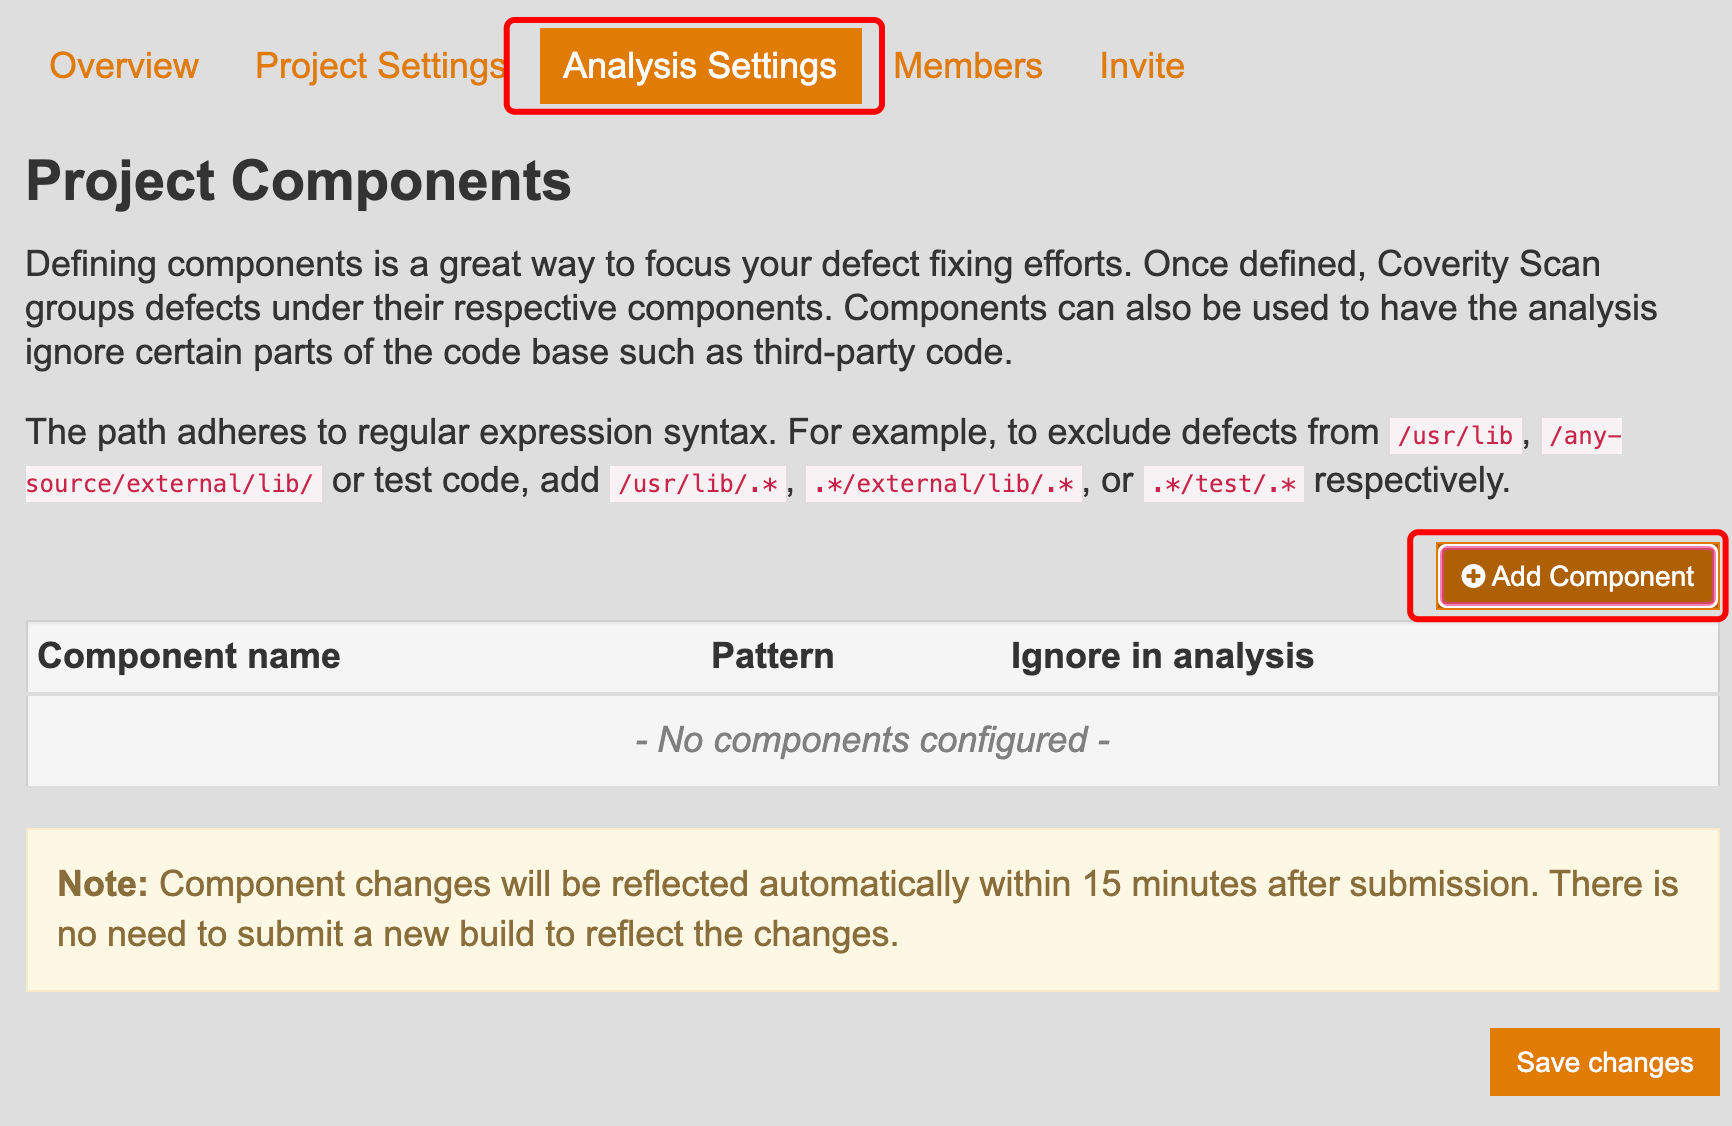 Overview Project Settings Analysis Settings Members Invite
Project Components
Defining components is a great way to focus your defect fixing efforts. Once defined, Coverity Scan
groups defects under their respective components. Components can also be used to have the analysis
ignore certain parts of the code base such as third-party code.
The path adheres to regular expression syntax. For example, to exclude defects from /usr/lib, /any-
source/external/lib/ or test code, add /usr/lib/.*, .*/external/lib/.*, or .*/test/.* respectively.
Add Component
Component name Pattern Ignore in analysis
- No components configured -
Note: Component changes will be reflected automatically within 15 minutes after submission. There is
no need to submit a new build to reflect the changes.
Save changes